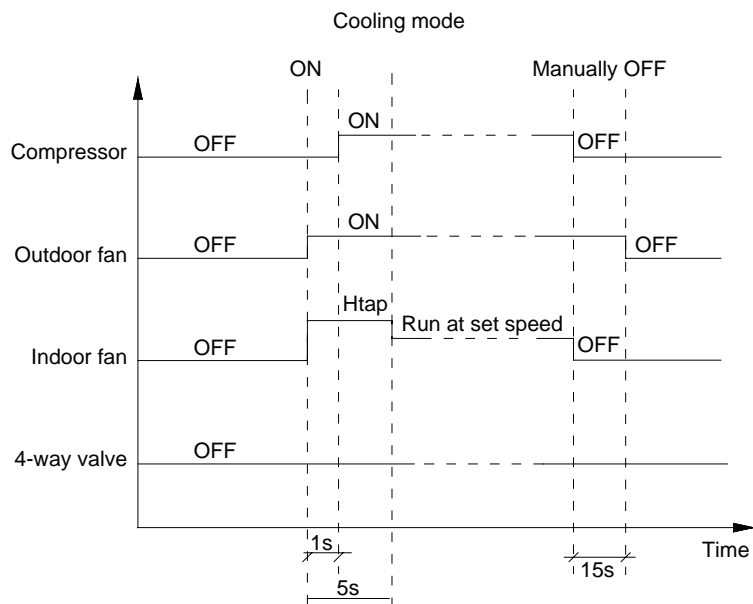 Cooling mode
ON
Manually OFF
Compressor
OFF
ON
OFF
Outdoor fan
OFF
ON
OFF
Indoor fan
OFF
Htap
Run at set speed
OFF
4-way valve
OFF
Time
1s
15s
5s